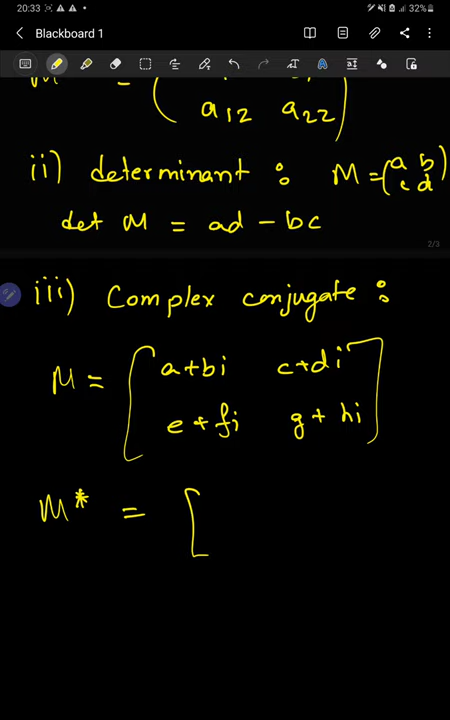 20:33 32%
Blackboard 1
a12 a22
ii) determinant : M = (a b
c d)
det M = ad - bc
2/3
iii) Complex conjugate :
M = [ a+bi c+di
e+fi g+hi ]
M* = [